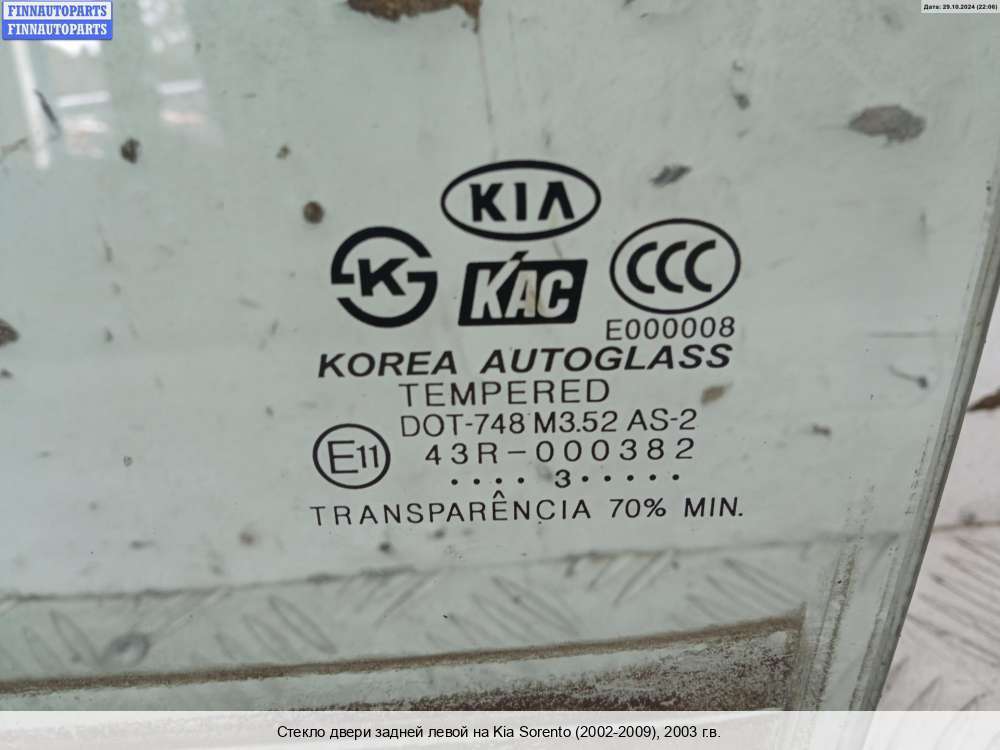 FINNAUTOPARTS
FINNAUTOPARTS
Дата: 29.10.2024 (22:06)
KIA
K
KAC
CCC
E000008
KOREA AUTOGLASS
TEMPERED
DOT-748 M3.52 AS-2
E11
43R-000382
•••• 3 •••••
TRANSPARÊNCIA 70% MIN.
Стекло двери задней левой на Kia Sorento (2002-2009), 2003 г.в.